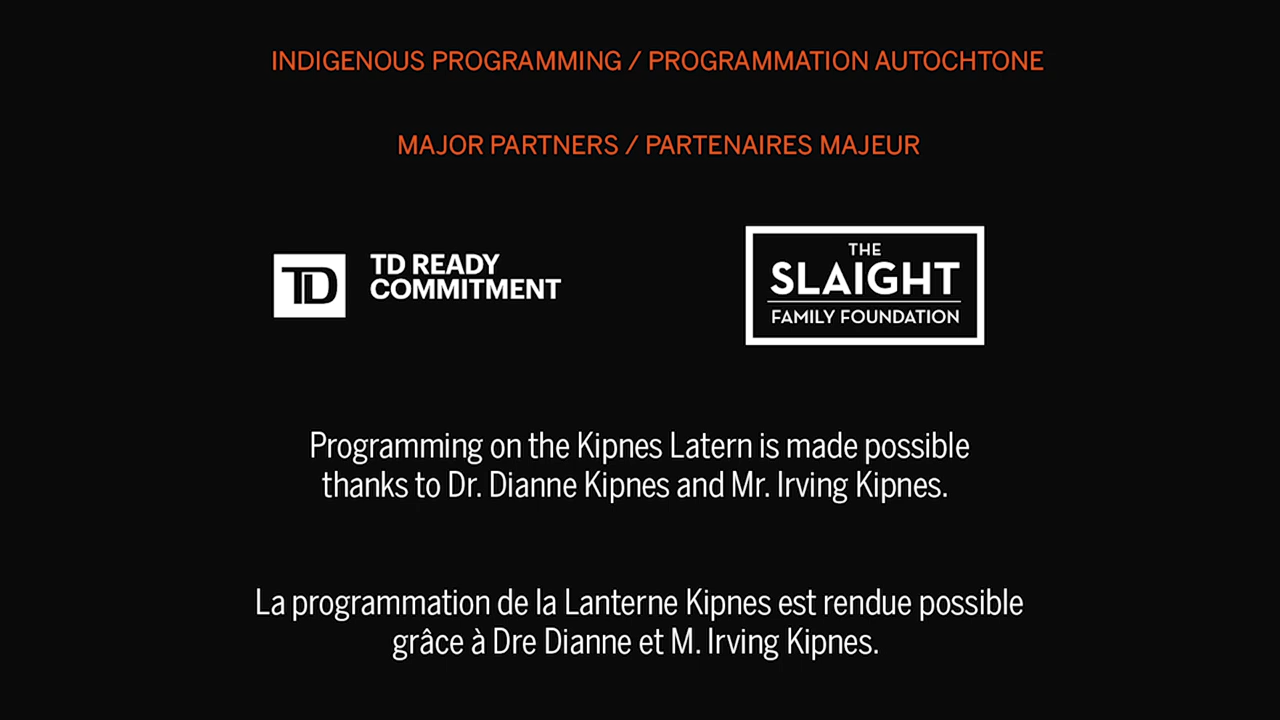 INDIGENOUS PROGRAMMING / PROGRAMMATION AUTOCHTONE
MAJOR PARTNERS / PARTENAIRES MAJEUR
TD
TD READY
COMMITMENT
THE
SLAIGHT
FAMILY FOUNDATION
Programming on the Kipnes Latern is made possible
thanks to Dr. Dianne Kipnes and Mr. Irving Kipnes.
La programmation de la Lanterne Kipnes est rendue possible
grâce à Dre Dianne et M. Irving Kipnes.